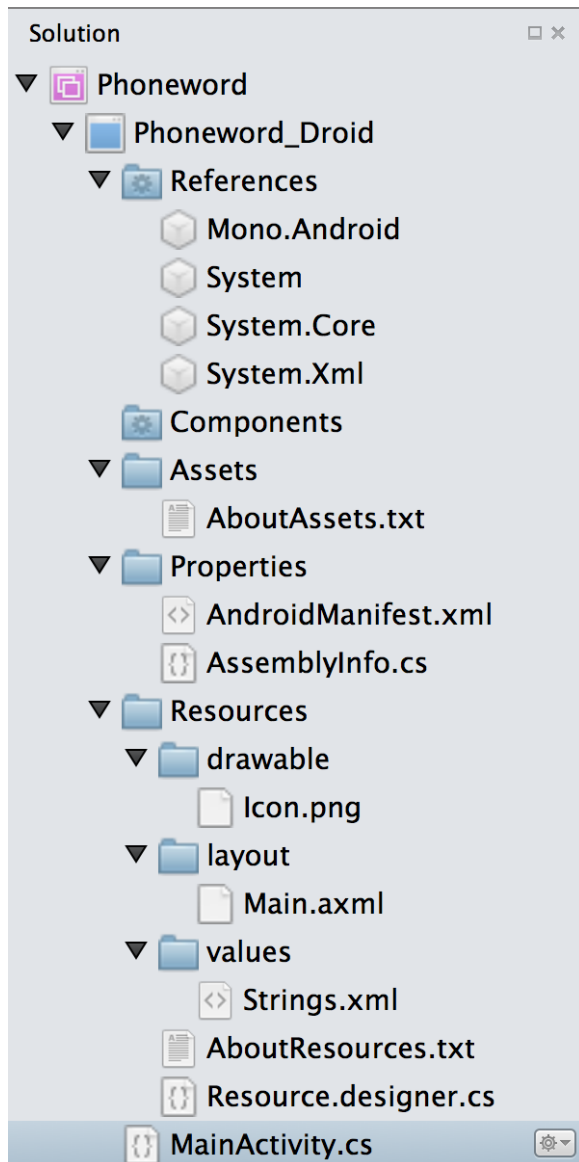 Solution
Phoneword
Phoneword_Droid
References
Mono.Android
System
System.Core
System.Xml
Components
Assets
AboutAssets.txt
Properties
AndroidManifest.xml
AssemblyInfo.cs
Resources
drawable
Icon.png
layout
Main.axml
values
Strings.xml
AboutResources.txt
Resource.designer.cs
MainActivity.cs